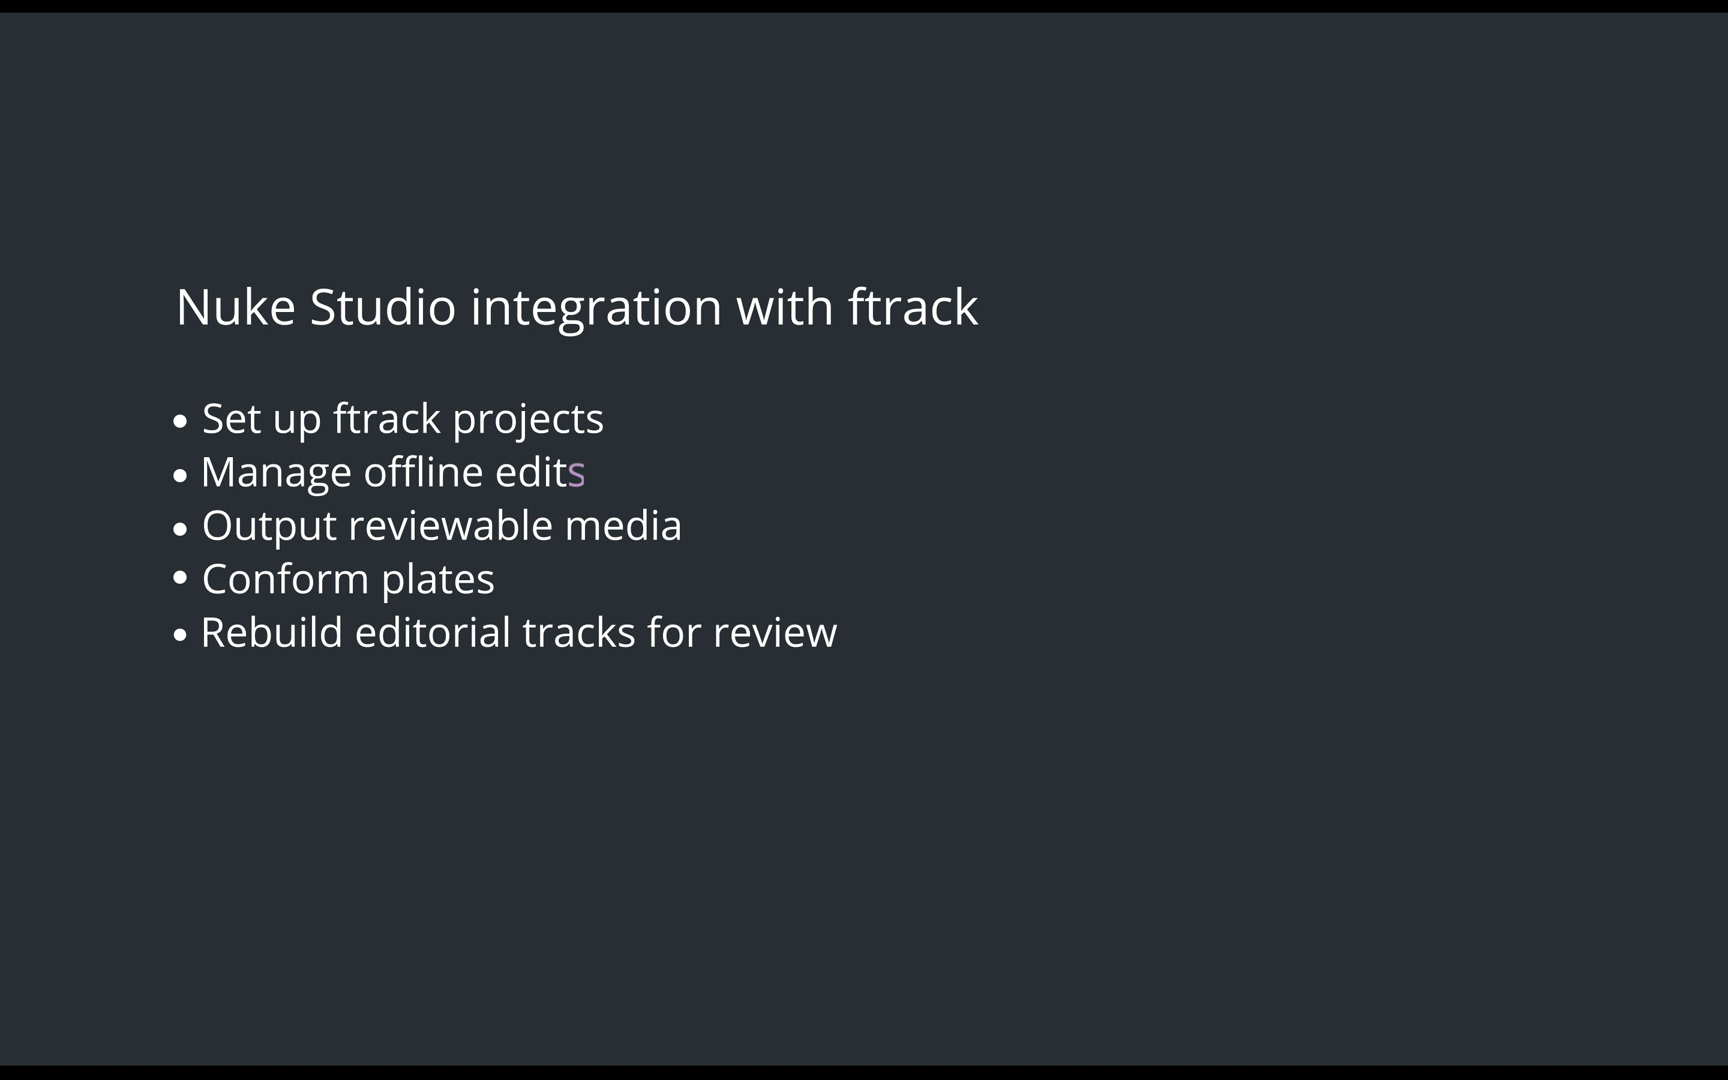 Nuke Studio integration with ftrack
• Set up ftrack projects
• Manage offline edits
• Output reviewable media
• Conform plates
• Rebuild editorial tracks for review